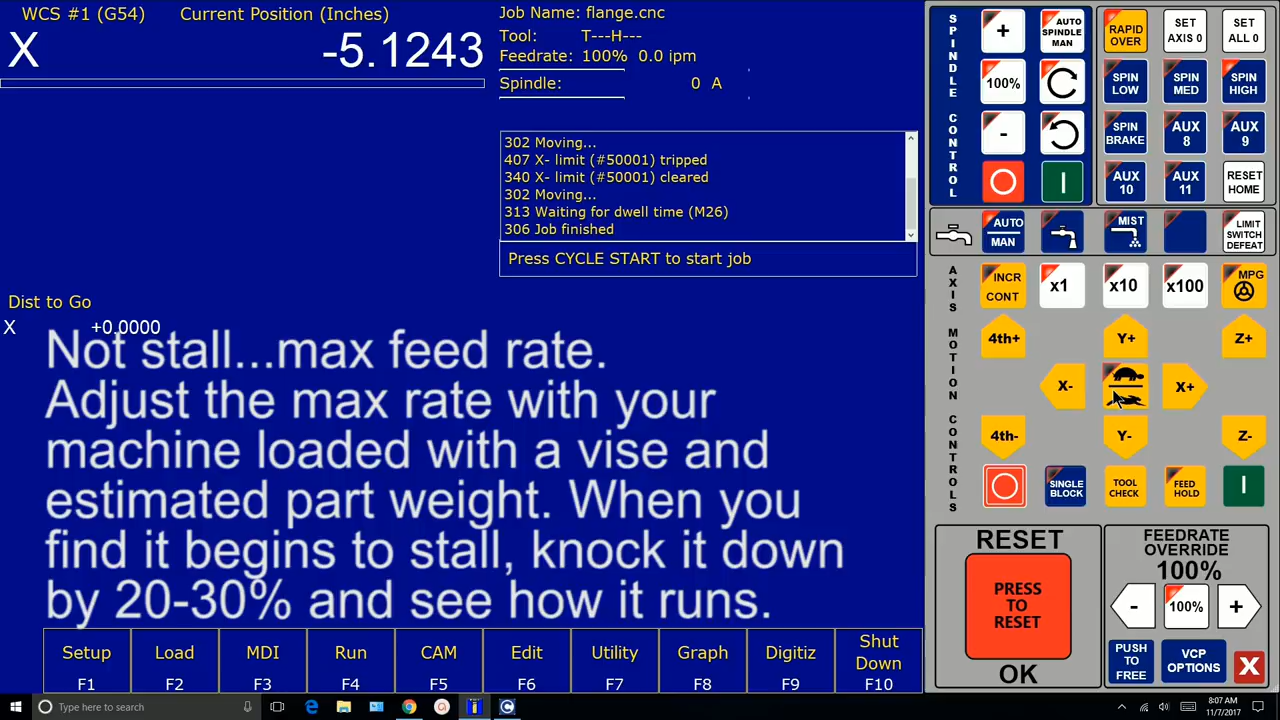 WCS #1 (G54)
Current Position (Inches)
X -5.1243
Job Name: flange.cnc
Tool: T---H---
Feedrate: 100% 0.0 ipm
Spindle: 0 A
302 Moving...
407 X- limit (#50001) tripped
340 X- limit (#50001) cleared
302 Moving...
313 Waiting for dwell time (M26)
306 Job finished
Press CYCLE START to start job
Dist to Go
X +0.0000
Not stall...max feed rate.
Adjust the max rate with your
machine loaded with a vise and
estimated part weight. When you
find it begins to stall, knock it down
by 20-30% and see how it runs.
Setup
F1
Load
F2
MDI
F3
Run
F4
CAM
F5
Edit
F6
Utility
F7
Graph
F8
Digitiz
F9
Shut
Down
F10
SPINDLE CONTROL
+
AUTO
SPINDLE
MAN
100%
-
RAPID
OVER
SET
AXIS 0
SET
ALL 0
SPIN
LOW
SPIN
MED
SPIN
HIGH
SPIN
BRAKE
AUX
8
AUX
9
AUX
10
AUX
11
RESET
HOME
AUTO
MAN
MIST
LIMIT
SWITCH
DEFEAT
AXIS MOTION CONTROLS
INCR
CONT
x1
x10
x100
MPG
4th+
Y+
Z+
X-
X+
4th-
Y-
Z-
SINGLE
BLOCK
TOOL
CHECK
FEED
HOLD
RESET
PRESS
TO
RESET
OK
FEEDRATE
OVERRIDE
100%
-
100%
+
PUSH
TO
FREE
VCP
OPTIONS
X
Type here to search
8:07 AM
11/7/2017